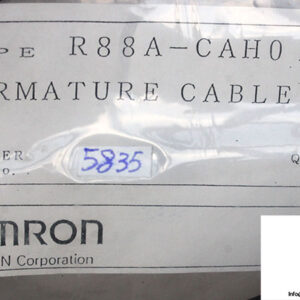 PE R88A-CAH0
RMATURE CABLE
ER 5835 Q
o.
MRON
N Corporation